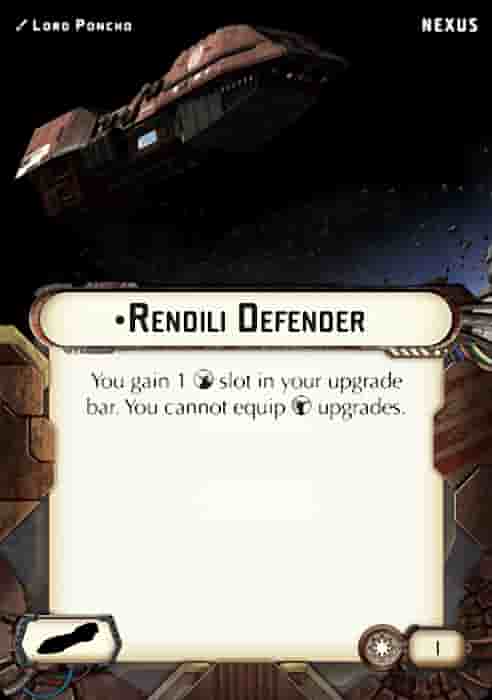 Lord Poncho
NEXUS
•Rendili Defender
You gain 1 slot in your upgrade
bar. You cannot equip upgrades.
1